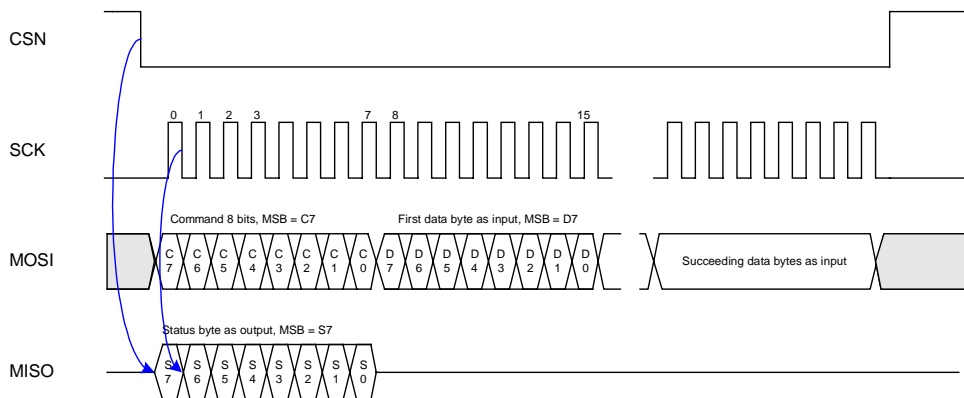 CSN
0 1 2 3 7 8 15
SCK
Command 8 bits, MSB = C7 First data byte as input, MSB = D7
MOSI
C7 C6 C5 C4 C3 C2 C1 C0 D7 D6 D5 D4 D3 D2 D1 D0 Succeeding data bytes as input
Status byte as output, MSB = S7
MISO
S7 S6 S5 S4 S3 S2 S1 S0